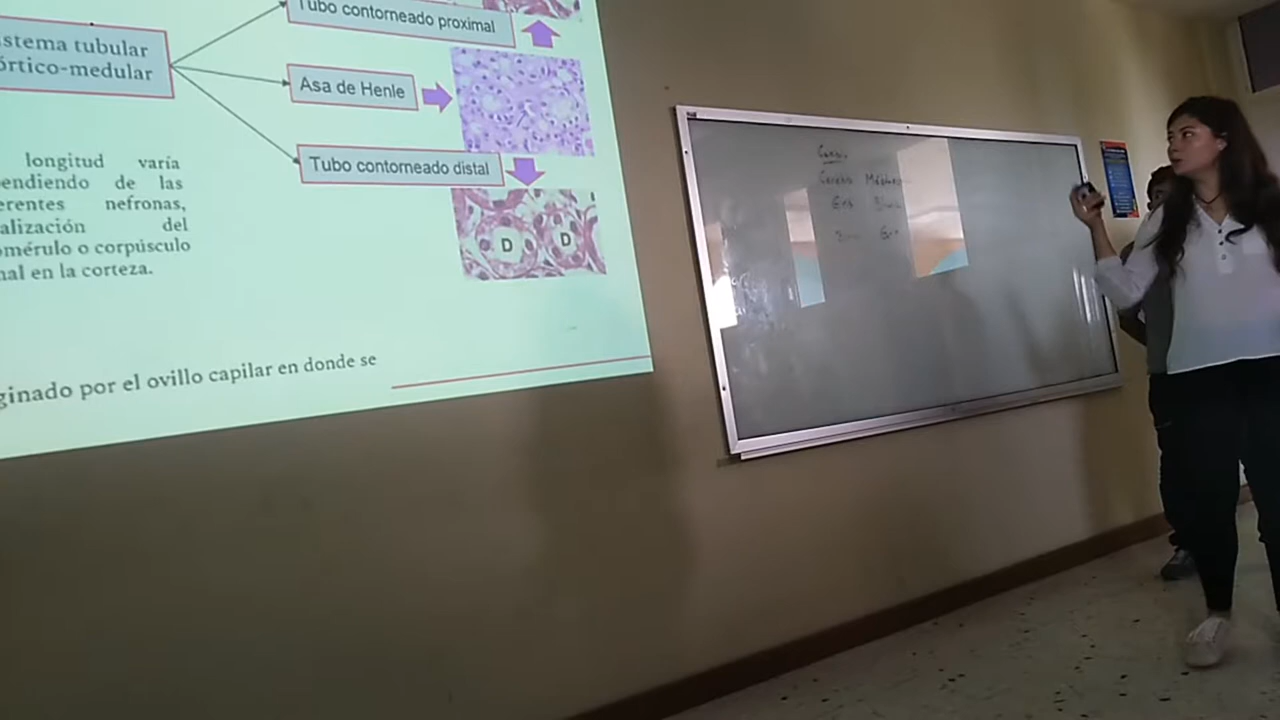 Tubo contorneado proximal
stema tubular
órtico-medular
Asa de Henle
Tubo contorneado distal
longitud varía
endiendo de las
erentes nefronas,
alización del
omérulo o corpúsculo
nal en la corteza.
D D
ginado por el ovillo capilar en donde se